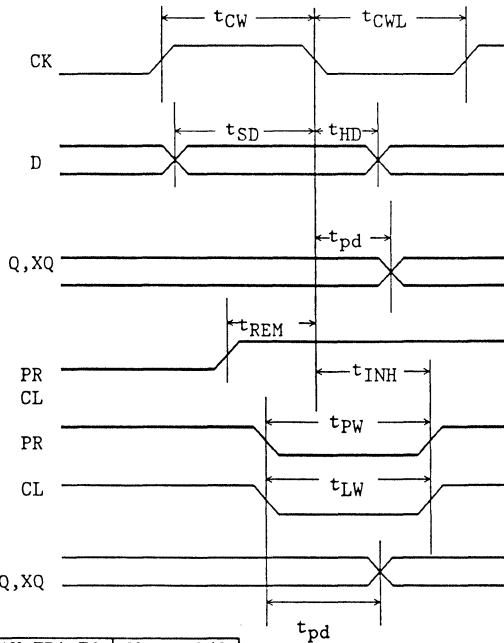 tCW tCWL
CK
tSD tHD
D
tpd
Q,XQ
tREM
PR
CL
tINH
tPW
PR
tLW
CL
Q,XQ
tpd